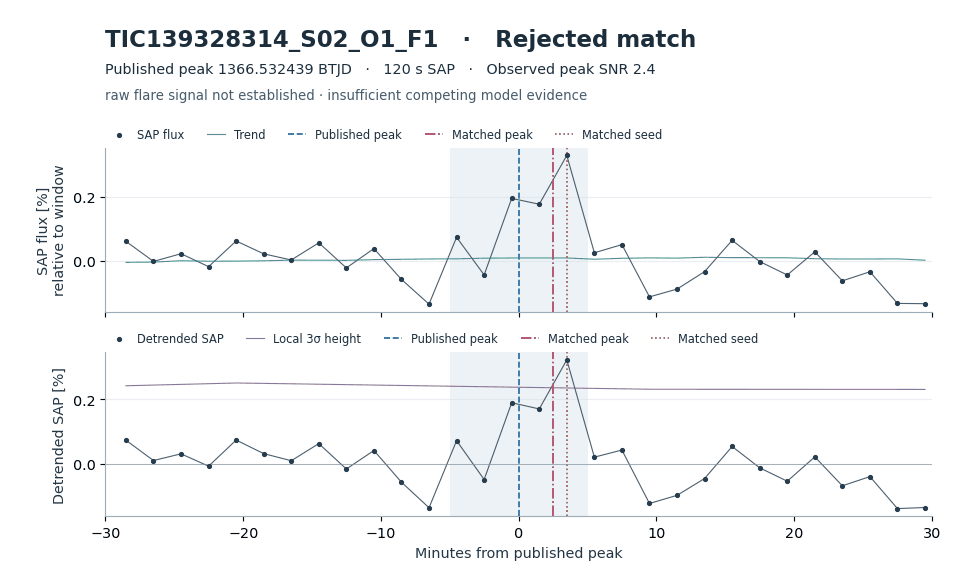 TIC139328314_S02_O1_F1 · Rejected match
Published peak 1366.532439 BTJD · 120 s SAP · Observed peak SNR 2.4
raw flare signal not established · insufficient competing model evidence
SAP flux Trend Published peak Matched peak Matched seed
SAP flux [%]
relative to window
0.2
0.0
Detrended SAP Local 3σ height Published peak Matched peak Matched seed
Detrended SAP [%]
0.2
0.0
−30 −20 −10 0 10 20 30
Minutes from published peak